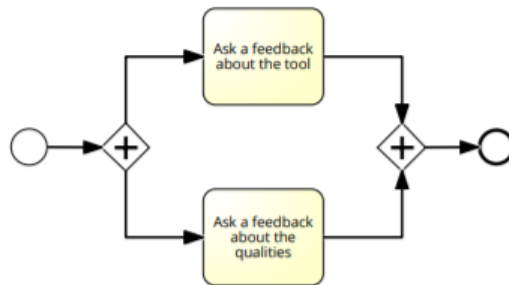 Ask a feedback
about the tool
Ask a feedback
about the
qualities